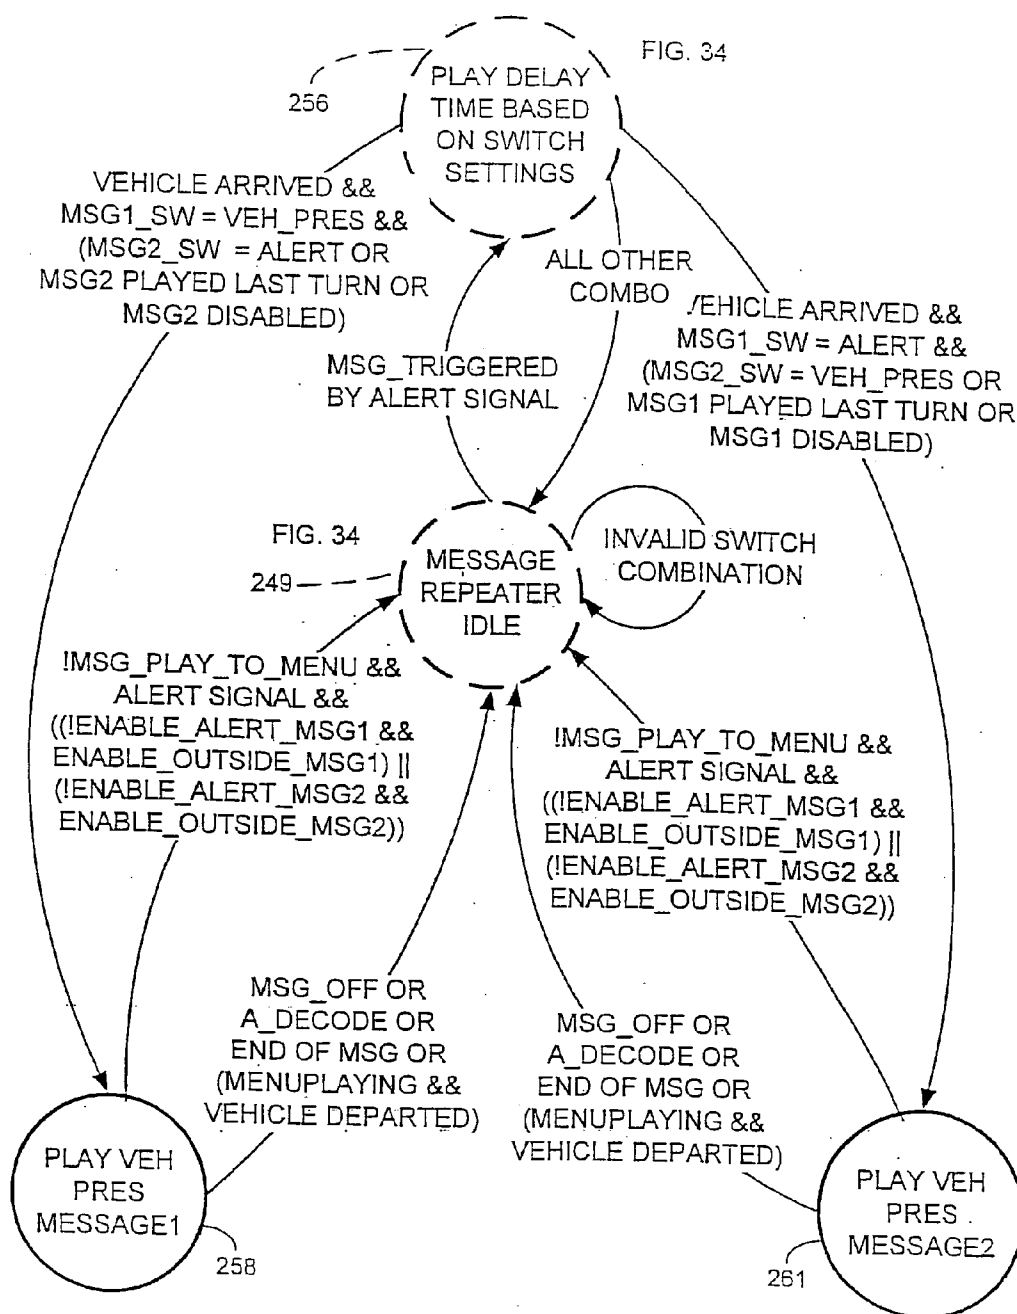 FIG. 34
256
PLAY DELAY
TIME BASED
ON SWITCH
SETTINGS
VEHICLE ARRIVED &&
MSG1_SW = VEH_PRES &&
(MSG2_SW = ALERT OR
MSG2 PLAYED LAST TURN OR
MSG2 DISABLED)
ALL OTHER
COMBO
VEHICLE ARRIVED &&
MSG1_SW = ALERT &&
(MSG2_SW = VEH_PRES OR
MSG1 PLAYED LAST TURN OR
MSG1 DISABLED)
MSG_TRIGGERED
BY ALERT SIGNAL
FIG. 34
249
MESSAGE
REPEATER
IDLE
INVALID SWITCH
COMBINATION
!MSG_PLAY_TO_MENU &&
ALERT SIGNAL &&
((!ENABLE_ALERT_MSG1 &&
ENABLE_OUTSIDE_MSG1) ||
(!ENABLE_ALERT_MSG2 &&
ENABLE_OUTSIDE_MSG2))
!MSG_PLAY_TO_MENU &&
ALERT SIGNAL &&
((!ENABLE_ALERT_MSG1 &&
ENABLE_OUTSIDE_MSG1) ||
(!ENABLE_ALERT_MSG2 &&
ENABLE_OUTSIDE_MSG2))
MSG_OFF OR
A_DECODE OR
END OF MSG OR
(MENUPLAYING &&
VEHICLE DEPARTED)
MSG_OFF OR
A_DECODE OR
END OF MSG OR
(MENUPLAYING &&
VEHICLE DEPARTED)
PLAY VEH
PRES
MESSAGE1
258
PLAY VEH
PRES
MESSAGE2
261